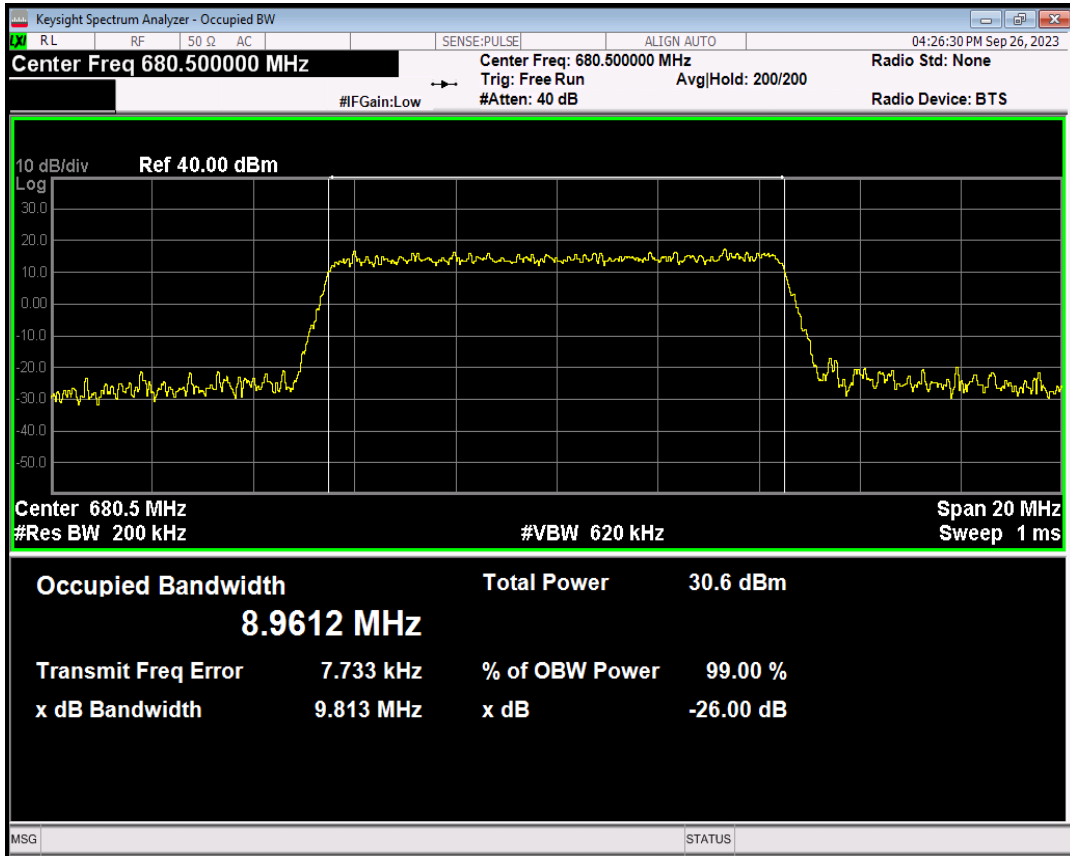 Keysight Spectrum Analyzer - Occupied BW
LXI RL RF 50 Ω AC SENSE:PULSE ALIGN AUTO 04:26:30 PM Sep 26, 2023
Center Freq 680.500000 MHz Center Freq: 680.500000 MHz Radio Std: None
Trig: Free Run Avg|Hold: 200/200
#IFGain:Low #Atten: 40 dB Radio Device: BTS
10 dB/div Ref 40.00 dBm
Log
30.0
20.0
10.0
0.00
-10.0
-20.0
-30.0
-40.0
-50.0
Center 680.5 MHz Span 20 MHz
#Res BW 200 kHz #VBW 620 kHz Sweep 1 ms
Occupied Bandwidth Total Power 30.6 dBm
8.9612 MHz
Transmit Freq Error 7.733 kHz % of OBW Power 99.00 %
x dB Bandwidth 9.813 MHz x dB -26.00 dB
MSG STATUS